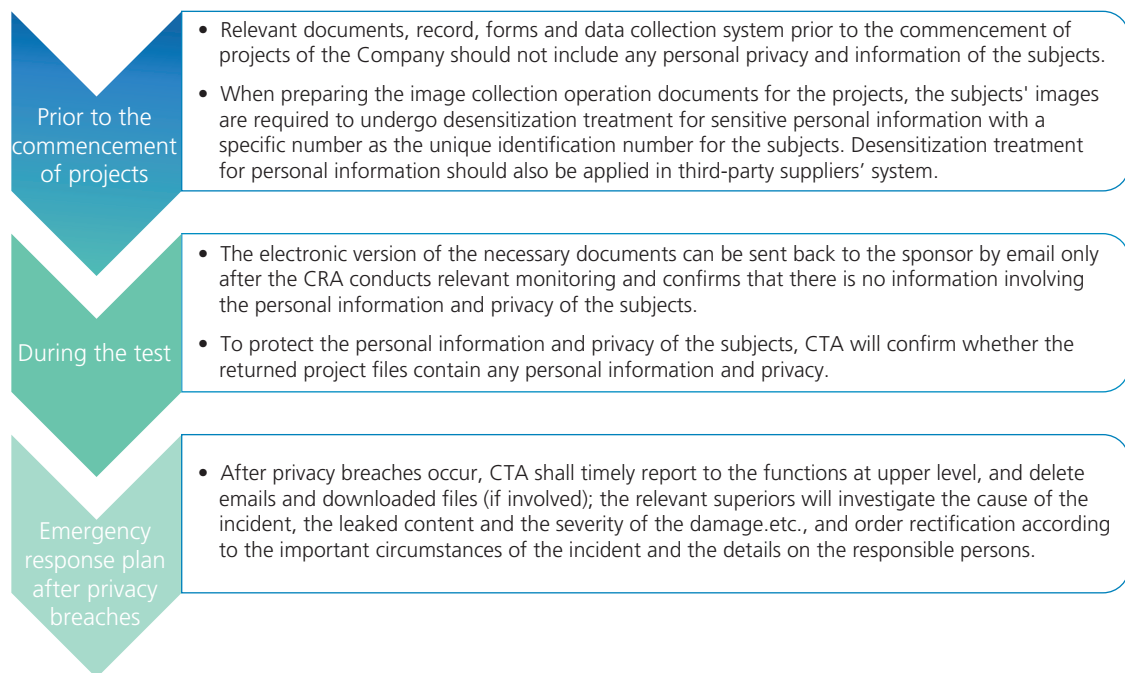 Prior to the
commencement
of projects
• Relevant documents, record, forms and data collection system prior to the commencement of
projects of the Company should not include any personal privacy and information of the subjects.
• When preparing the image collection operation documents for the projects, the subjects' images
are required to undergo desensitization treatment for sensitive personal information with a
specific number as the unique identification number for the subjects. Desensitization treatment
for personal information should also be applied in third-party suppliers’ system.
During the test
• The electronic version of the necessary documents can be sent back to the sponsor by email only
after the CRA conducts relevant monitoring and confirms that there is no information involving
the personal information and privacy of the subjects.
• To protect the personal information and privacy of the subjects, CTA will confirm whether the
returned project files contain any personal information and privacy.
Emergency
response plan
after privacy
breaches
• After privacy breaches occur, CTA shall timely report to the functions at upper level, and delete
emails and downloaded files (if involved); the relevant superiors will investigate the cause of the
incident, the leaked content and the severity of the damage.etc., and order rectification according
to the important circumstances of the incident and the details on the responsible persons.